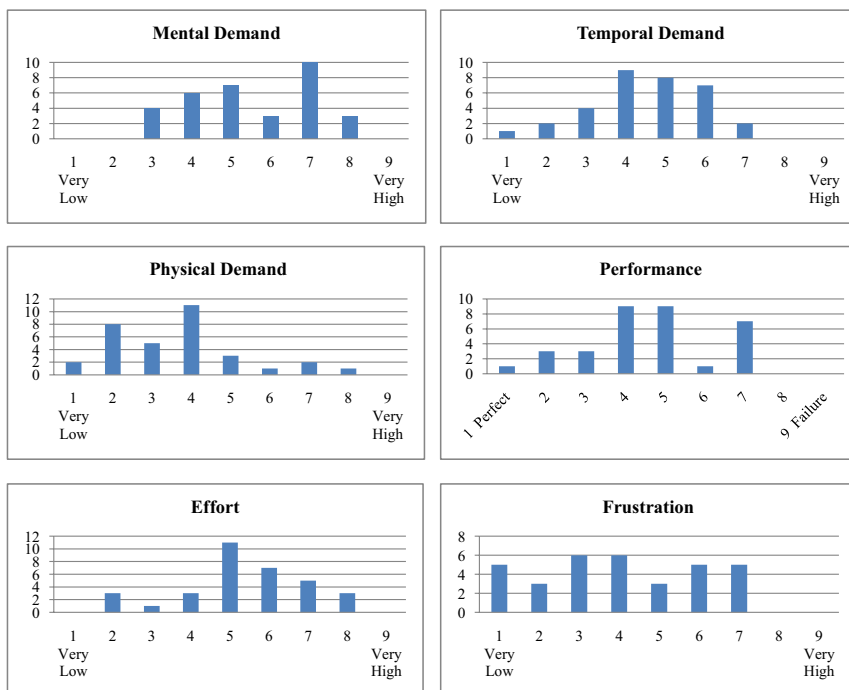 Mental Demand
10
8
6
4
2
0
1 2 3 4 5 6 7 8 9
Very Very
Low High
Temporal Demand
10
8
6
4
2
0
1 2 3 4 5 6 7 8 9
Very Very
Low High
Physical Demand
12
10
8
6
4
2
0
1 2 3 4 5 6 7 8 9
Very Very
Low High
Performance
10
8
6
4
2
0
1 Perfect 2 3 4 5 6 7 8 9 Failure
Effort
12
10
8
6
4
2
0
1 2 3 4 5 6 7 8 9
Very Very
Low High
Frustration
8
6
4
2
0
1 2 3 4 5 6 7 8 9
Very Very
Low High